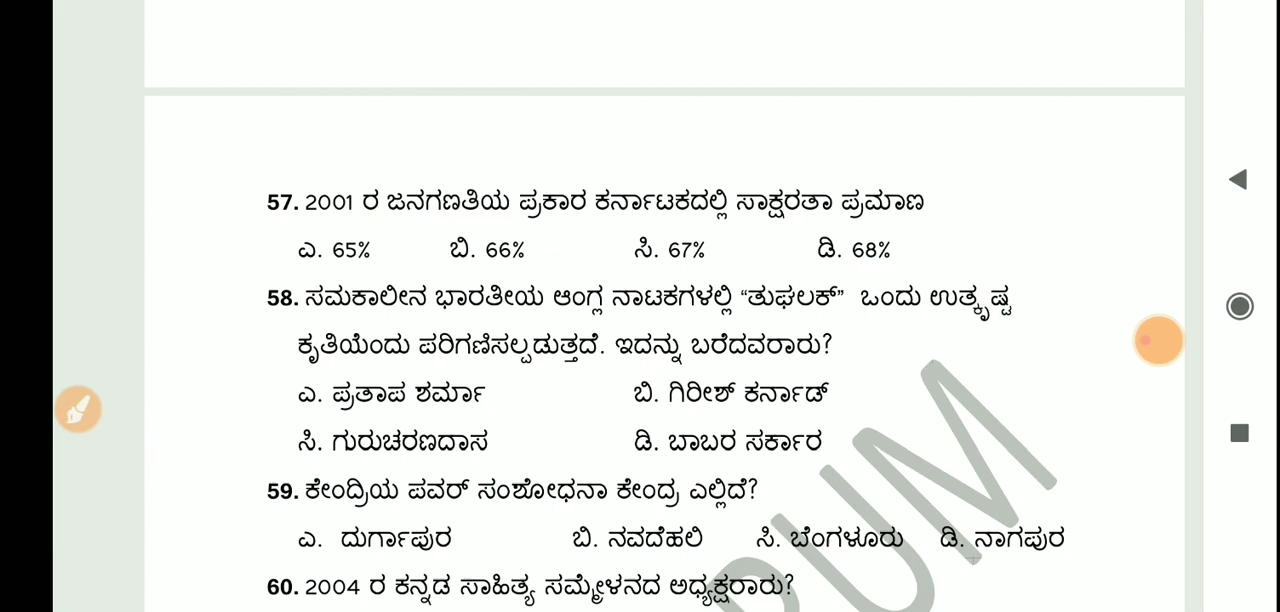 57. 2001 ರ ಜನಗಣತಿಯ ಪ್ರಕಾರ ಕರ್ನಾಟಕದಲ್ಲಿ ಸಾಕ್ಷರತಾ ಪ್ರಮಾಣ
ಎ. 65% ಬಿ. 66% ಸಿ. 67% ಡಿ. 68%
58. ಸಮಕಾಲೀನ ಭಾರತೀಯ ಆಂಗ್ಲ ನಾಟಕಗಳಲ್ಲಿ “ತುಘಲಕ್” ಒಂದು ಉತ್ಕೃಷ್ಟ
ಕೃತಿಯೆಂದು ಪರಿಗಣಿಸಲ್ಪಡುತ್ತದೆ. ಇದನ್ನು ಬರೆದವರಾರು?
ಎ. ಪ್ರತಾಪ ಶರ್ಮಾ ಬಿ. ಗಿರೀಶ್ ಕರ್ನಾಡ್
ಸಿ. ಗುರುಚರಣದಾಸ ಡಿ. ಬಾಬರ ಸರ್ಕಾರ
59. ಕೇಂದ್ರಿಯ ಪವರ್ ಸಂಶೋಧನಾ ಕೇಂದ್ರ ಎಲ್ಲಿದೆ?
ಎ. ದುರ್ಗಾಪುರ ಬಿ. ನವದೆಹಲಿ ಸಿ. ಬೆಂಗಳೂರು ಡಿ. ನಾಗಪುರ
60. 2004 ರ ಕನ್ನಡ ಸಾಹಿತ್ಯ ಸಮ್ಮೇಳನದ ಅಧ್ಯಕ್ಷರಾರು?